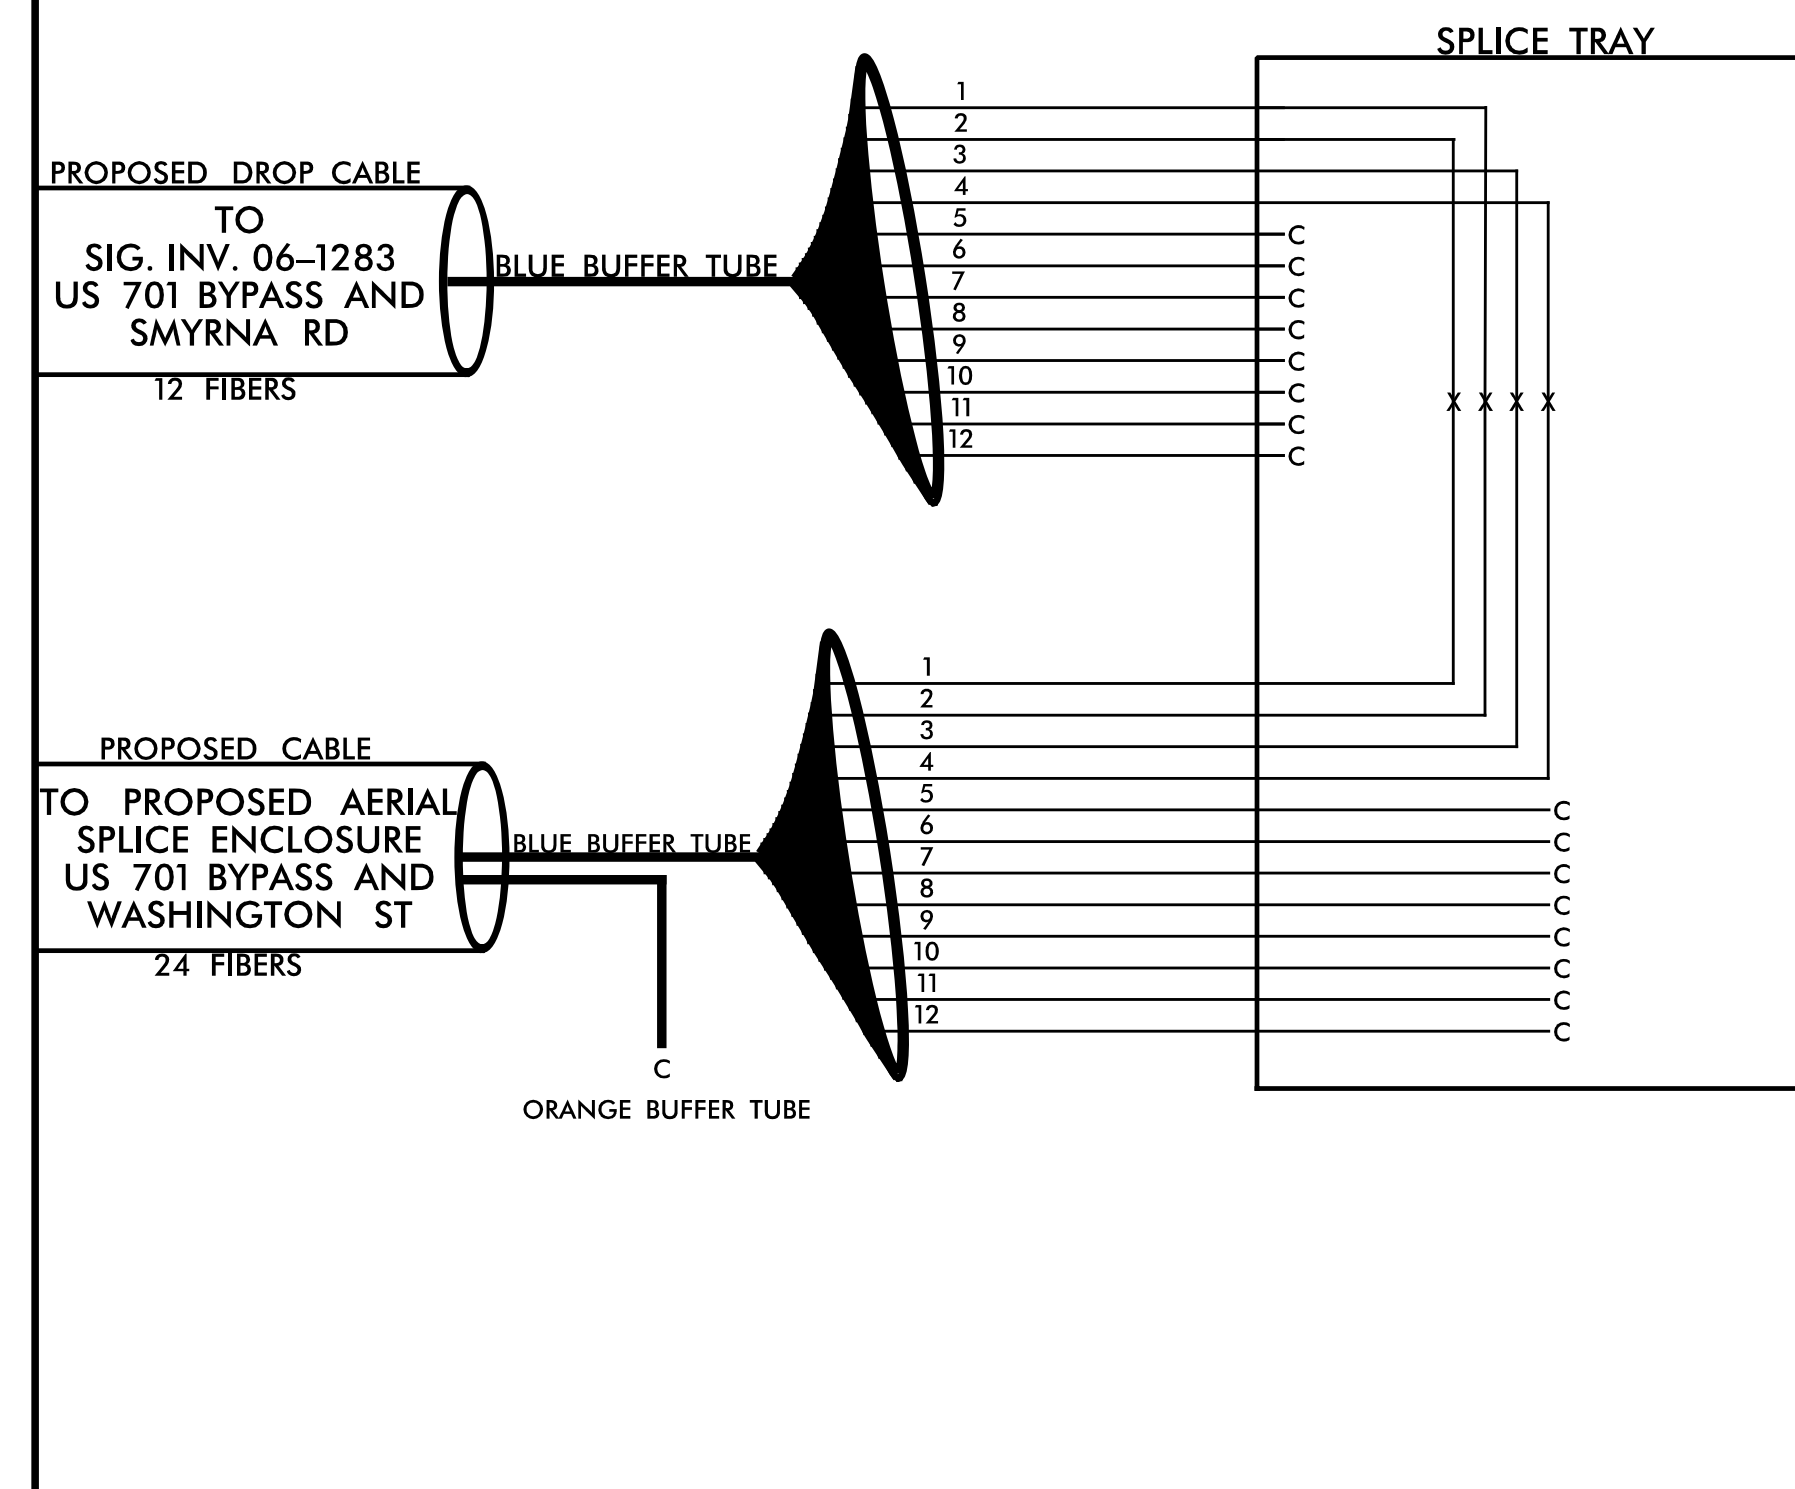 SPLICE TRAY
PROPOSED DROP CABLE
TO
SIG. INV. 06–1283
US 701 BYPASS AND
SMYRNA RD
12 FIBERS
BLUE BUFFER TUBE
1
2
3
4
5
6
7
8
9
10
11
12
C
C
C
C
C
C
C
C
X X X X
PROPOSED CABLE
TO PROPOSED AERIAL
SPLICE ENCLOSURE
US 701 BYPASS AND
WASHINGTON ST
24 FIBERS
BLUE BUFFER TUBE
C
ORANGE BUFFER TUBE
1
2
3
4
5
6
7
8
9
10
11
12
C
C
C
C
C
C
C
C